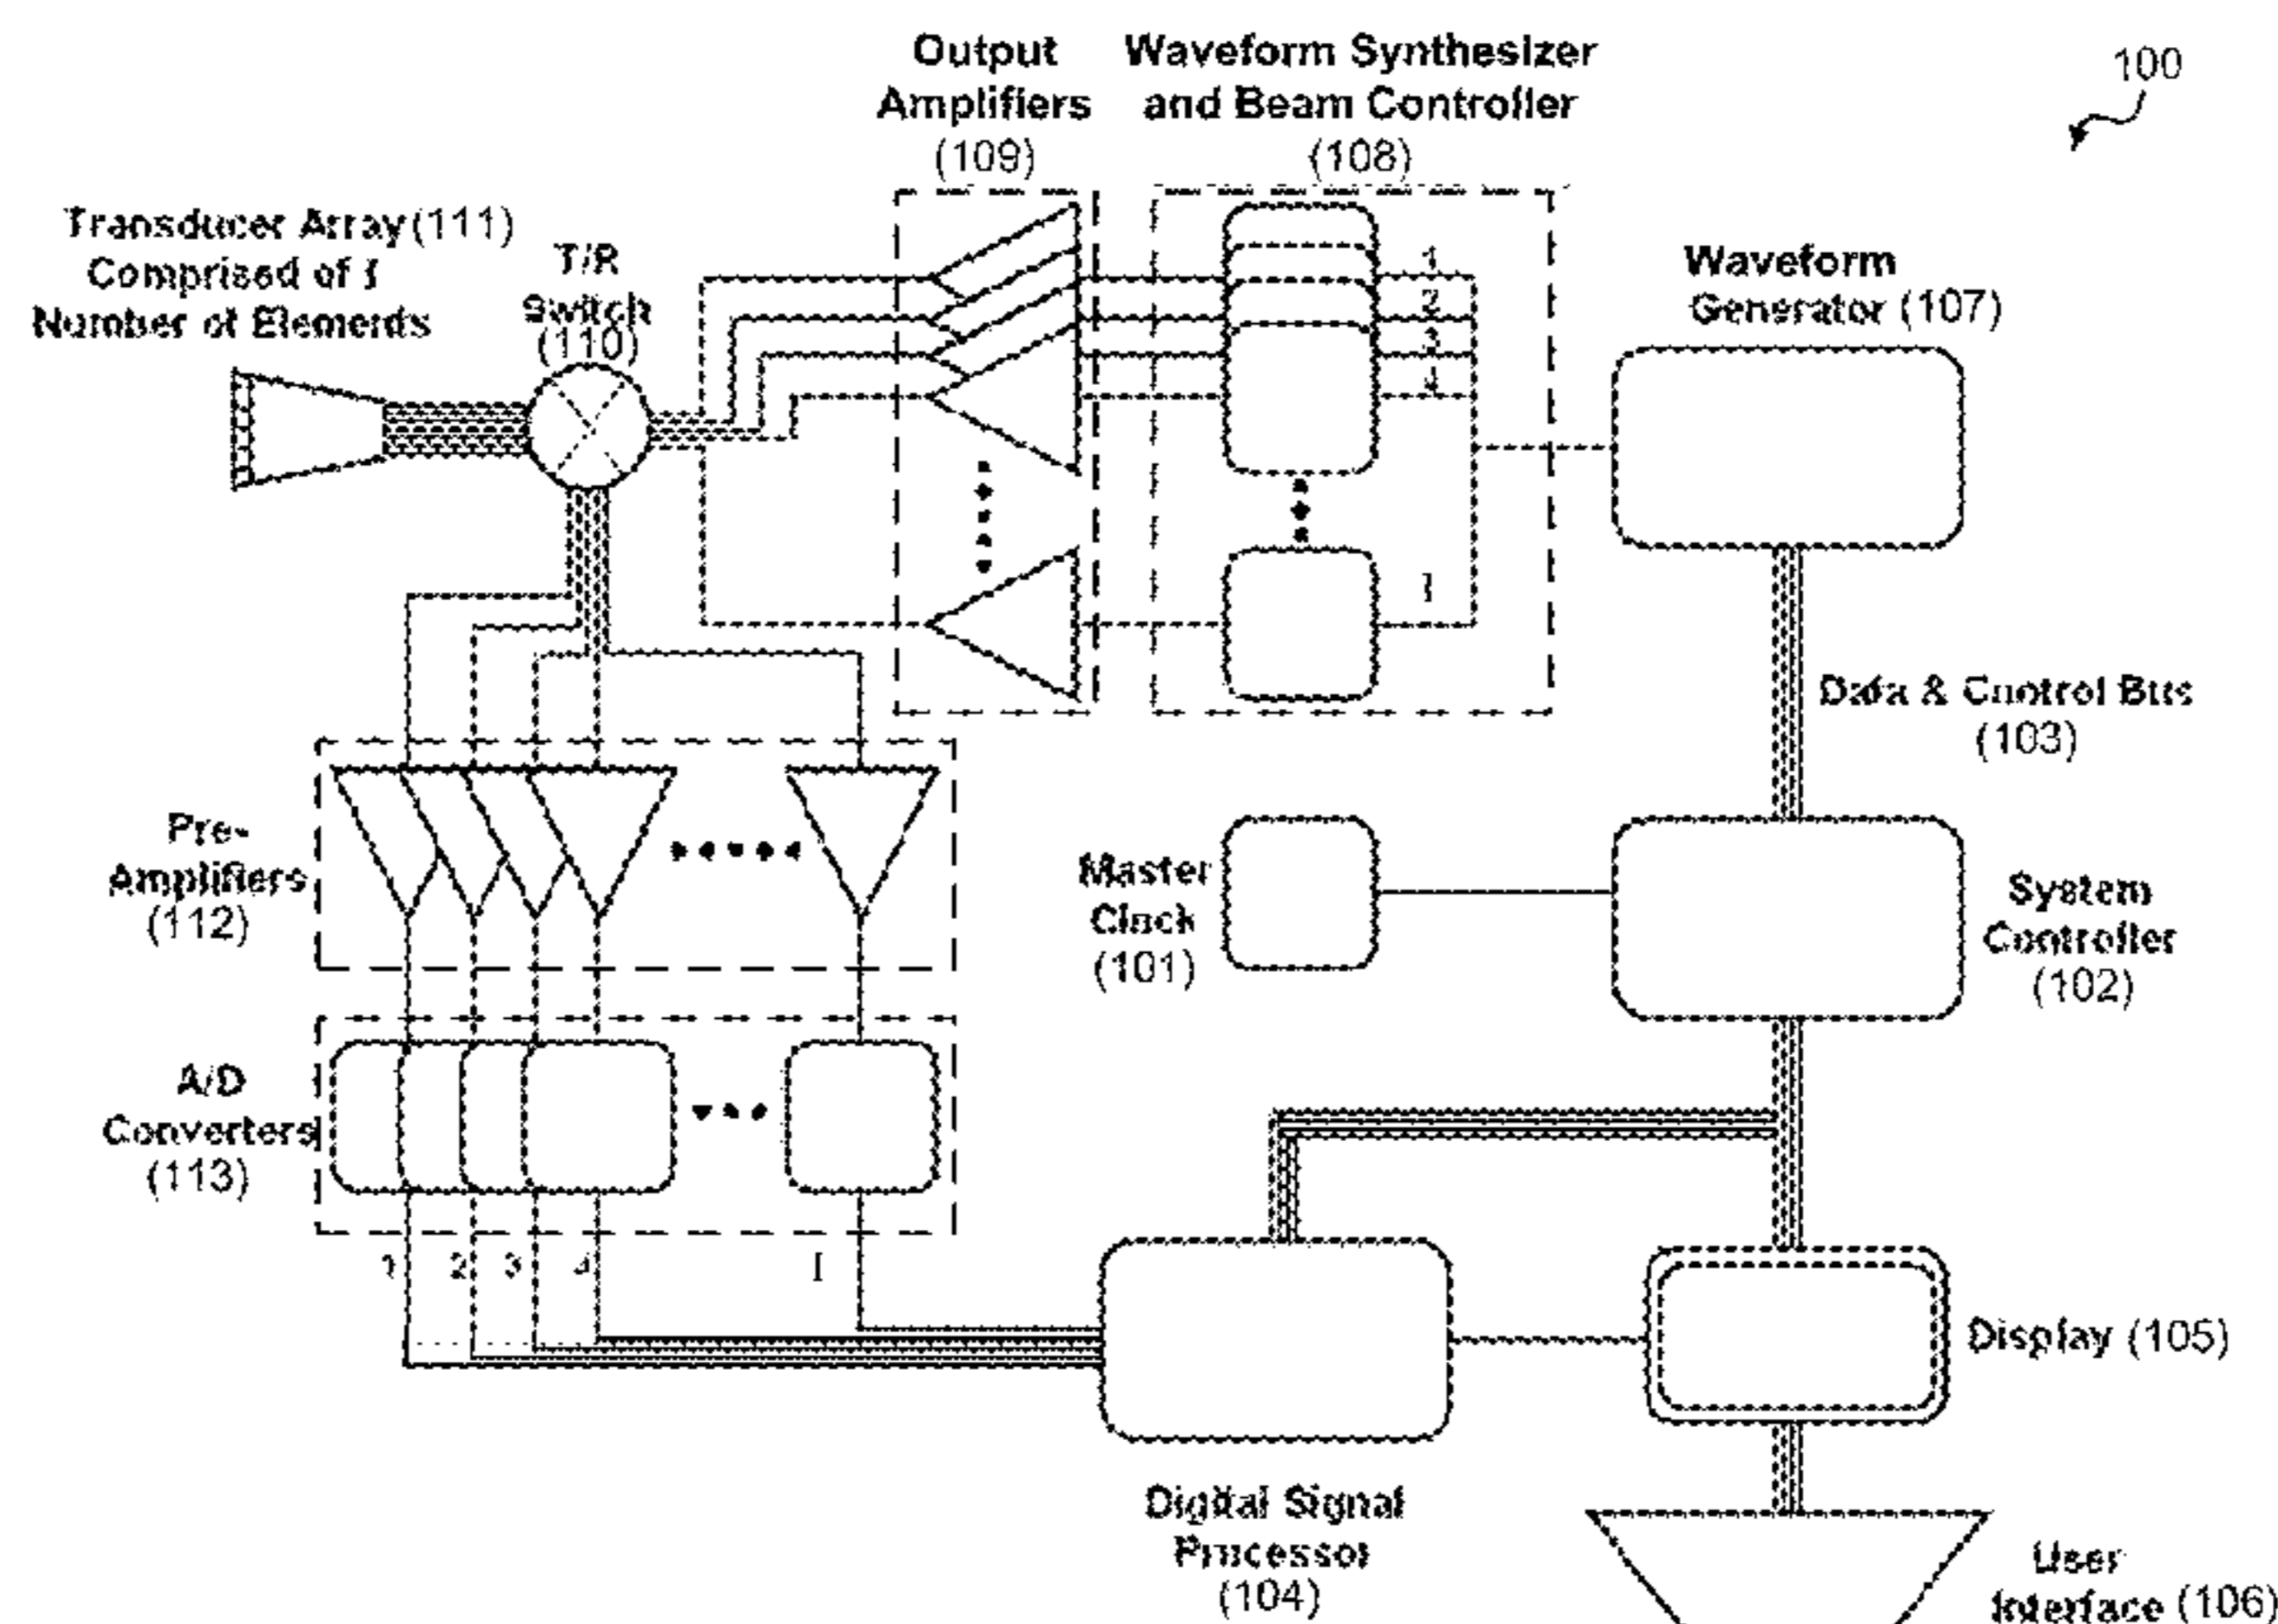 Output
Amplifiers
(109)
Waveform Synthesizer
and Beam Controller
(108)
100
Transducer Array (111)
Comprised of I
Number of Elements
T/R
Switch
(110)
1
2
3
4
I
Waveform
Generator (107)
Data & Control Bus
(103)
Pre-
Amplifiers
(112)
Master
Clock
(101)
System
Controller
(102)
A/D
Converters
(113)
1
2
3
4
I
Display (105)
Digital Signal
Processor
(104)
User
Interface (106)